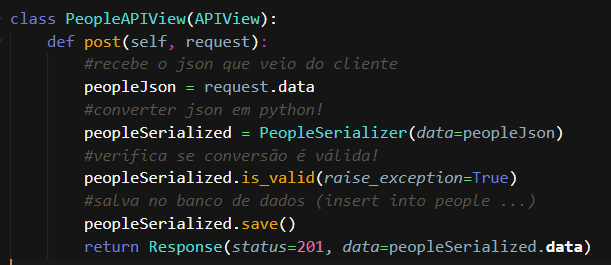 class PeopleAPIView(APIView):
    def post(self, request):
        #recebe o json que veio do cliente
        peopleJson = request.data
        #converter json em python!
        peopleSerialized = PeopleSerializer(data=peopleJson)
        #verifica se conversão é válida!
        peopleSerialized.is_valid(raise_exception=True)
        #salva no banco de dados (insert into people ...)
        peopleSerialized.save()
        return Response(status=201, data=peopleSerialized.data)